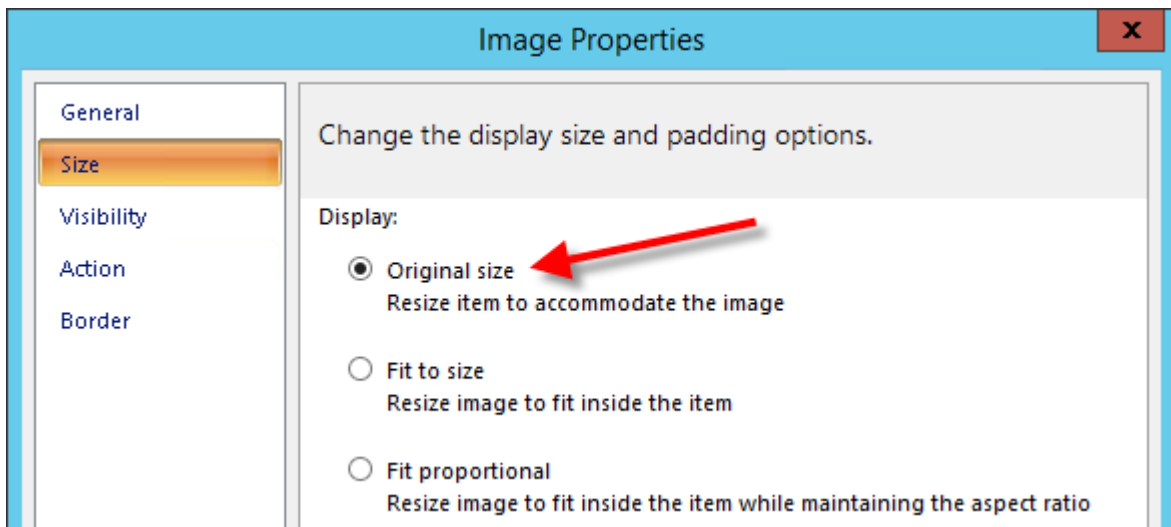 Image Properties
x
General
Size
Visibility
Action
Border
Change the display size and padding options.
Display:
Original size
Resize item to accommodate the image
Fit to size
Resize image to fit inside the item
Fit proportional
Resize image to fit inside the item while maintaining the aspect ratio